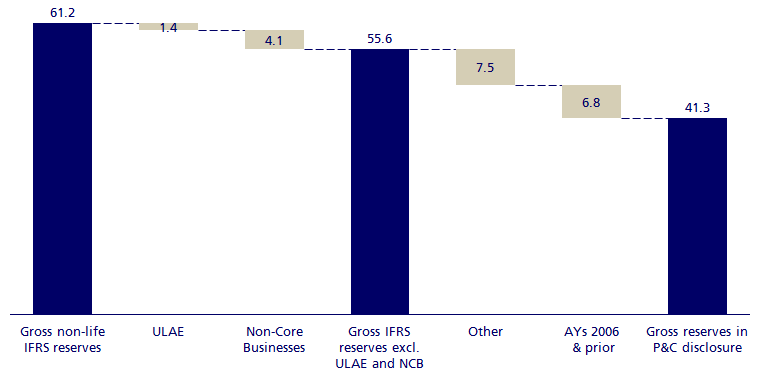 61.2
1.4
4.1
55.6
7.5
6.8
41.3
Gross non-life
IFRS reserves
ULAE
Non-Core
Businesses
Gross IFRS
reserves excl.
ULAE and NCB
Other
AYs 2006
& prior
Gross reserves in
P&C disclosure